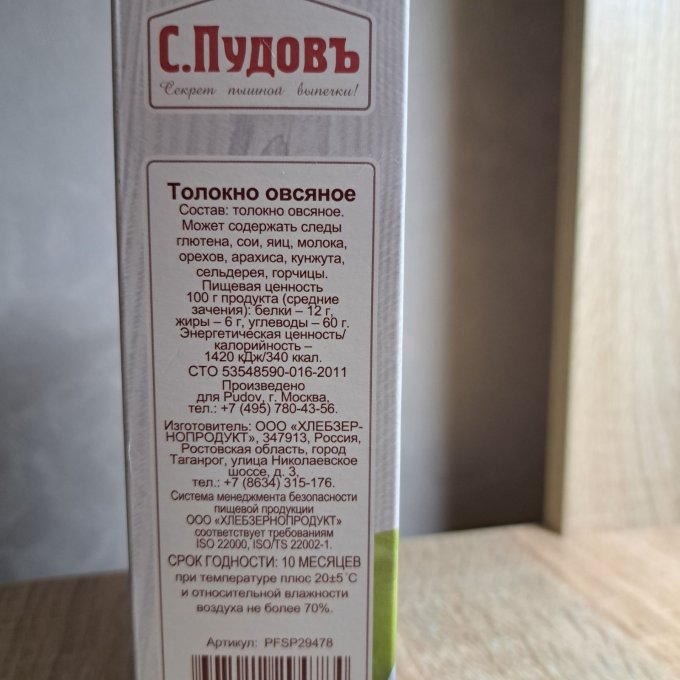 С.Пудовъ
Секрет пышной выпечки!
Толокно овсяное
Состав: толокно овсяное.
Может содержать следы
глютена, сои, яиц, молока,
орехов, арахиса, кунжута,
сельдерея, горчицы.
Пищевая ценность
100 г продукта (средние
зачения): белки – 12 г,
жиры – 6 г, углеводы – 60 г.
Энергетическая ценность/
калорийность –
1420 кДж/340 ккал.
СТО 53548590-016-2011
Произведено
для Pudov, г. Москва,
тел.: +7 (495) 780-43-56.
Изготовитель: ООО «ХЛЕБЗЕР-
НОПРОДУКТ», 347913, Россия,
Ростовская область, город
Таганрог, улица Николаевское
шоссе, д. 3,
тел.: +7 (8634) 315-176.
Система менеджмента безопасности
пищевой продукции
ООО «ХЛЕБЗЕРНОПРОДУКТ»
соответствует требованиям
ISO 22000, ISO/TS 22002-1.
СРОК ГОДНОСТИ: 10 МЕСЯЦЕВ
при температуре плюс 20±5°С
и относительной влажности
воздуха не более 70%.
Артикул: PFSP29478